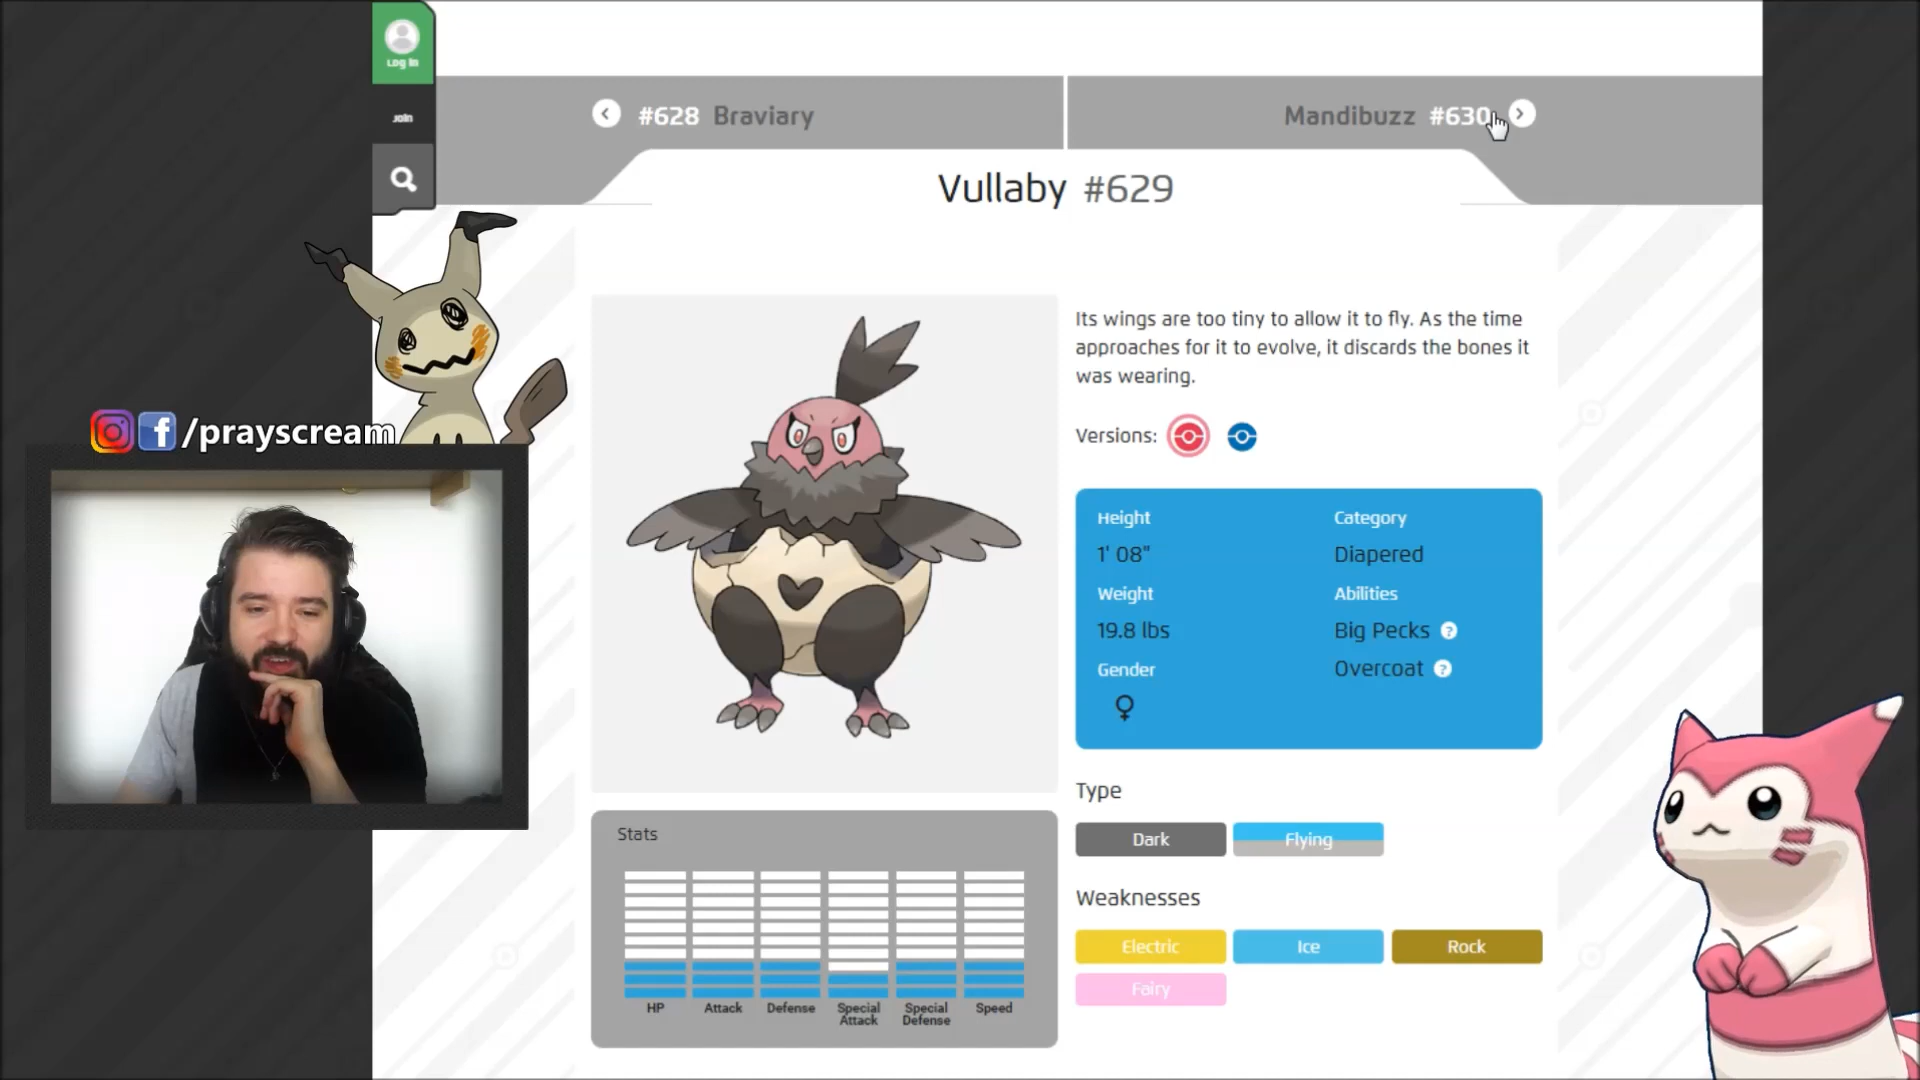 LOG IN
JOIN
#628 Braviary
Mandibuzz #630
Vullaby #629
Its wings are too tiny to allow it to fly. As the time
approaches for it to evolve, it discards the bones it
was wearing.
Versions:
/prayscream
Height
1' 08"
Weight
19.8 lbs
Gender
Category
Diapered
Abilities
Big Pecks ?
Overcoat ?
Type
Dark Flying
Weaknesses
Electric Ice Rock
Fairy
Stats
HP Attack Defense Special Attack Special Defense Speed